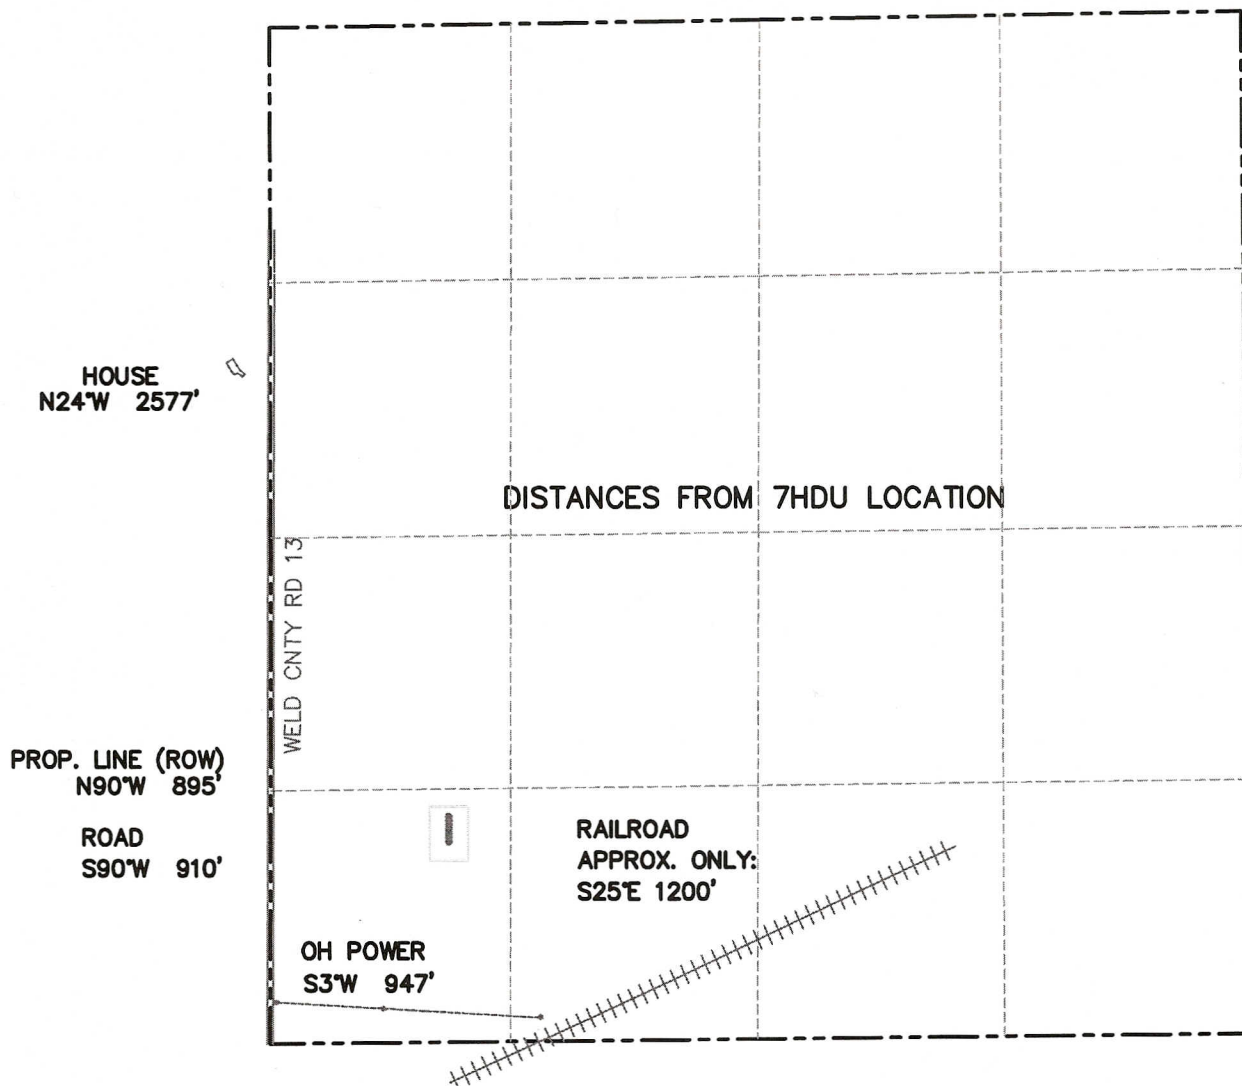 HOUSE
N24°W 2577'
DISTANCES FROM 7HDU LOCATION
WELD CNTY RD 13
PROP. LINE (ROW)
N90°W 895'
ROAD
S90°W 910'
RAILROAD
APPROX. ONLY:
S25°E 1200'
OH POWER
S3°W 947'